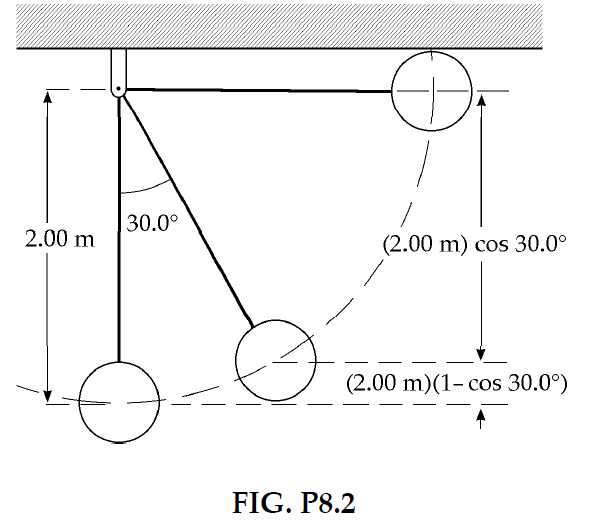 30.0°
2.00 m
(2.00 m) cos 30.0°
(2.00 m)(1– cos 30.0°)
FIG. P8.2